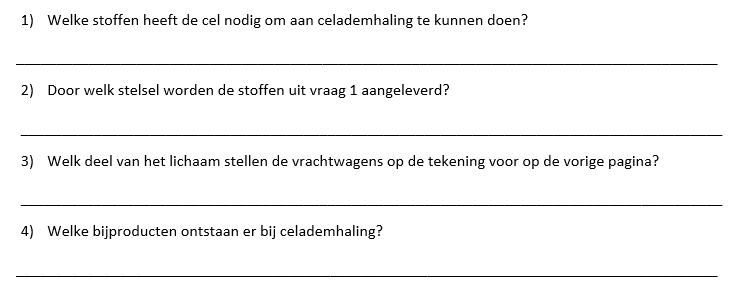 1) Welke stoffen heeft de cel nodig om aan celademhaling te kunnen doen?
2) Door welk stelsel worden de stoffen uit vraag 1 aangeleverd?
3) Welk deel van het lichaam stellen de vrachtwagens op de tekening voor op de vorige pagina?
4) Welke bijproducten ontstaan er bij celademhaling?